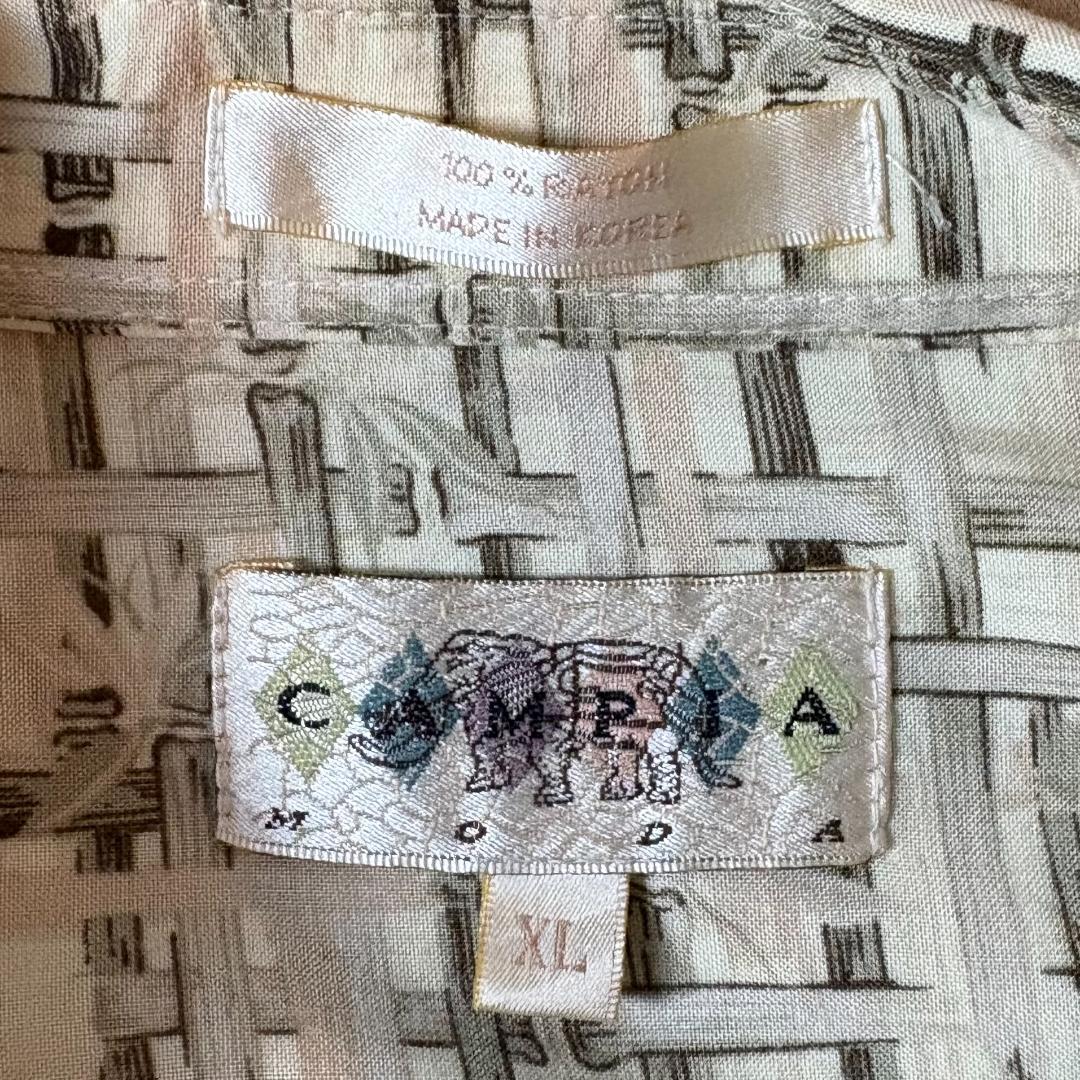 100 % RAYON
MADE IN KOREA
CAMPIA
MODA
XL